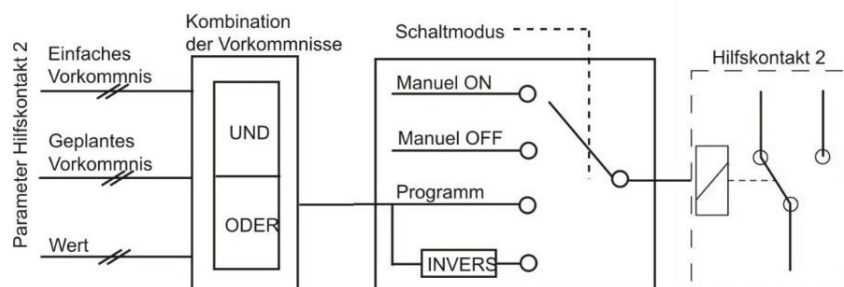 Parameter Hilfskontakt 2
Einfaches
Vorkommnis
Geplantes
Vorkommnis
Wert
Kombination
der Vorkommnisse
UND
ODER
Schaltmodus
Manuel ON
Manuel OFF
Programm
INVERS
Hilfskontakt 2